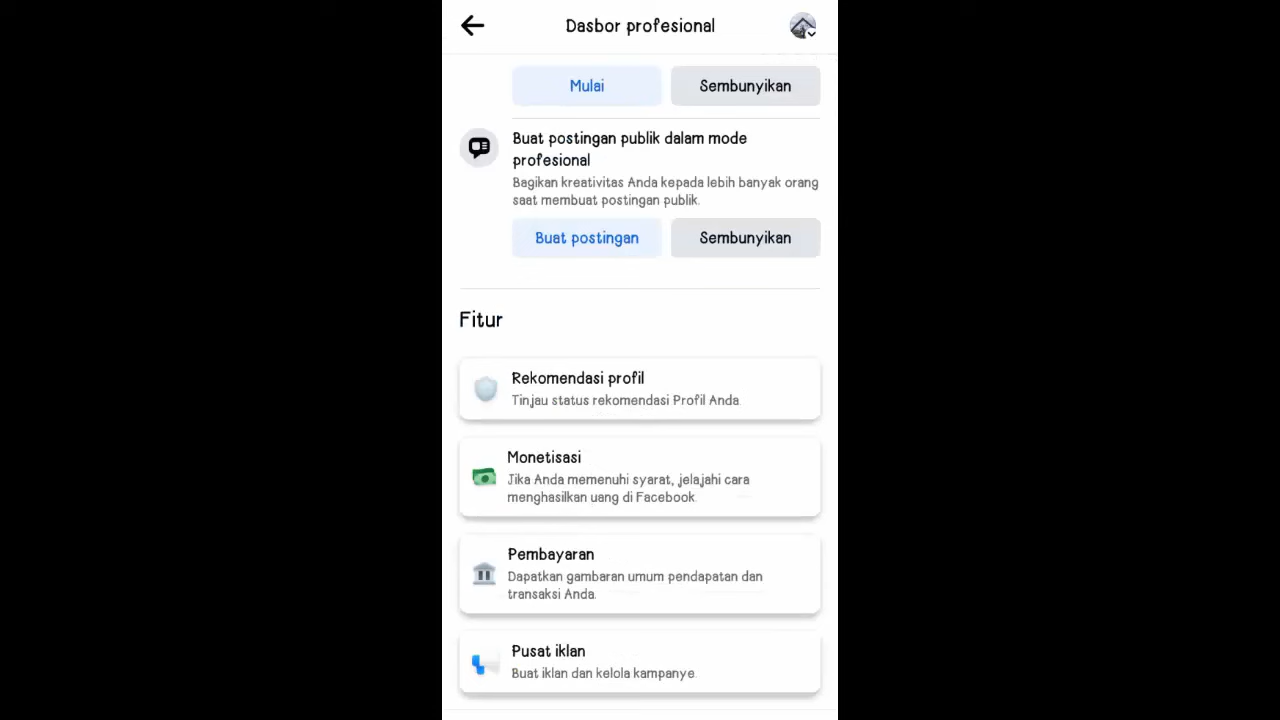 Dasbor profesional
Mulai
Sembunyikan
Buat postingan publik dalam mode
profesional
Bagikan kreativitas Anda kepada lebih banyak orang
saat membuat postingan publik.
Buat postingan
Sembunyikan
Fitur
Rekomendasi profil
Tinjau status rekomendasi Profil Anda.
Monetisasi
Jika Anda memenuhi syarat, jelajahi cara
menghasilkan uang di Facebook.
Pembayaran
Dapatkan gambaran umum pendapatan dan
transaksi Anda.
Pusat iklan
Buat iklan dan kelola kampanye.